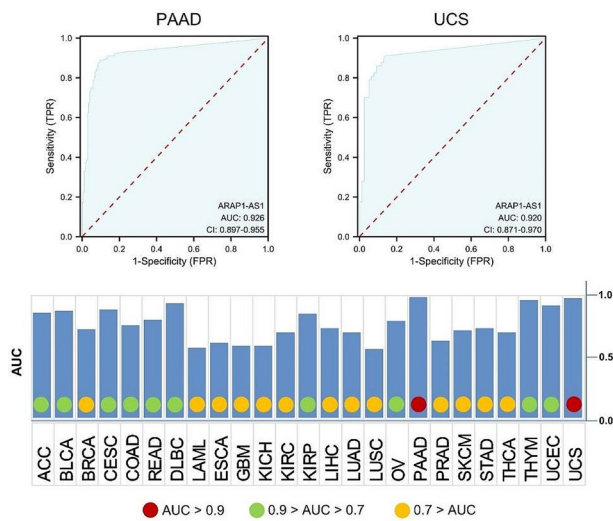 PAAD
UCS
Sensitivity (TPR)
1.0
0.8
0.6
0.4
0.2
0.0
ARAP1-AS1
AUC: 0.926
CI: 0.897-0.955
0.0 0.2 0.4 0.6 0.8 1.0
1-Specificity (FPR)
Sensitivity (TPR)
1.0
0.8
0.6
0.4
0.2
0.0
ARAP1-AS1
AUC: 0.920
CI: 0.871-0.970
0.0 0.2 0.4 0.6 0.8 1.0
1-Specificity (FPR)
AUC
1.0
0.5
0.0
ACC
BLCA
BRCA
CESC
COAD
READ
DLBC
LAML
ESCA
GBM
KICH
KIRC
KIRP
LIHC
LUAD
LUSC
OV
PAAD
PRAD
SKCM
STAD
THCA
THYM
UCEC
UCS
AUC > 0.9
0.9 > AUC > 0.7
0.7 > AUC